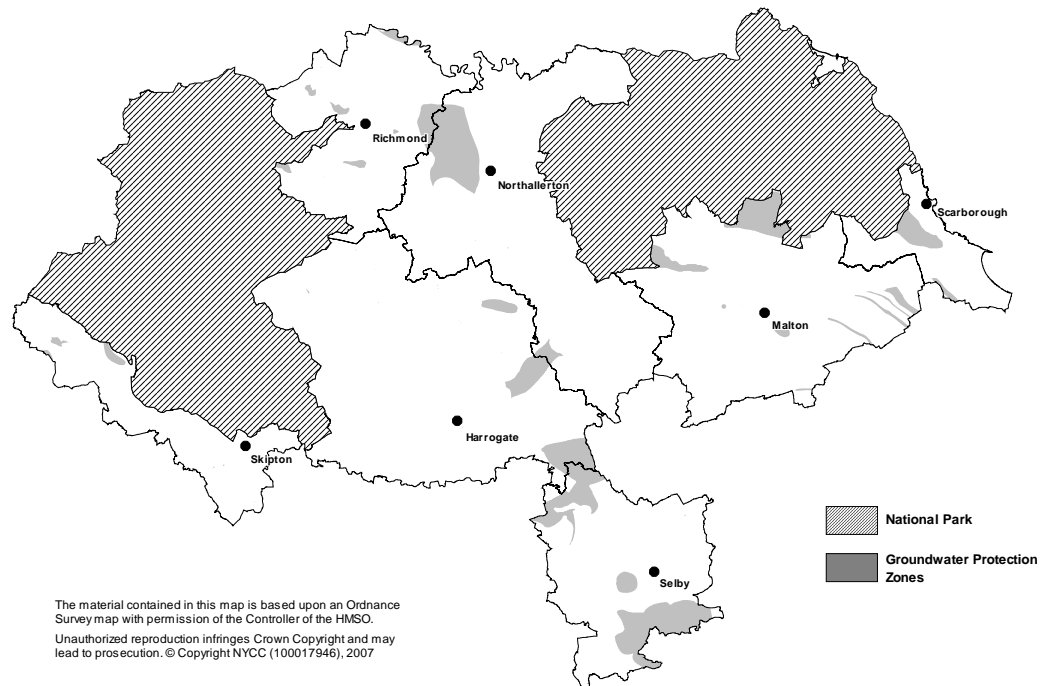 Richmond
Northallerton
Scarborough
Malton
Harrogate
Skipton
National Park
Groundwater Protection
Zones
Selby
The material contained in this map is based upon an Ordnance
Survey map with permission of the Controller of the HMSO.
Unauthorized reproduction infringes Crown Copyright and may
lead to prosecution. © Copyright NYCC (100017946), 2007